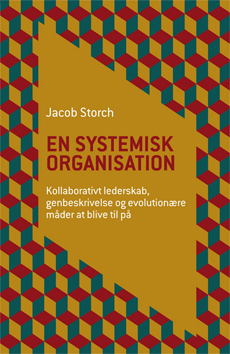 Jacob Storch
EN SYSTEMISK
ORGANISATION
Kollaborativt lederskab,
genbeskrivelse og evolutionære
måder at blive til på